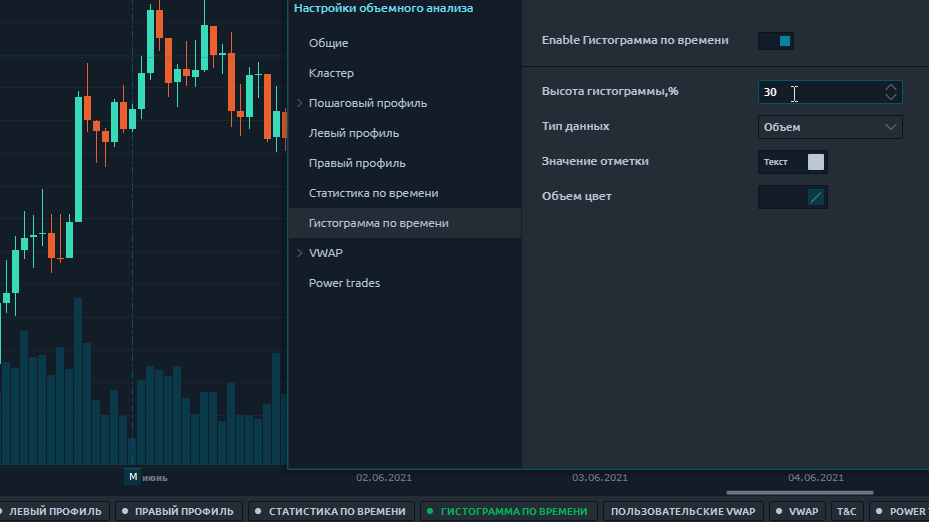 Настройки объемного анализа
Общие
Кластер
Пошаговый профиль
Левый профиль
Правый профиль
Статистика по времени
Гистограмма по времени
VWAP
Power trades
Enable Гистограмма по времени
Высота гистограммы,% 30
Тип данных Объем
Значение отметки Текст
Объем цвет
М июнь 02.06.2021 03.06.2021 04.06.2021
ЛЕВЫЙ ПРОФИЛЬ ПРАВЫЙ ПРОФИЛЬ СТАТИСТИКА ПО ВРЕМЕНИ ГИСТОГРАММА ПО ВРЕМЕНИ ПОЛЬЗОВАТЕЛЬСКИЕ VWAP VWAP T&C POWER